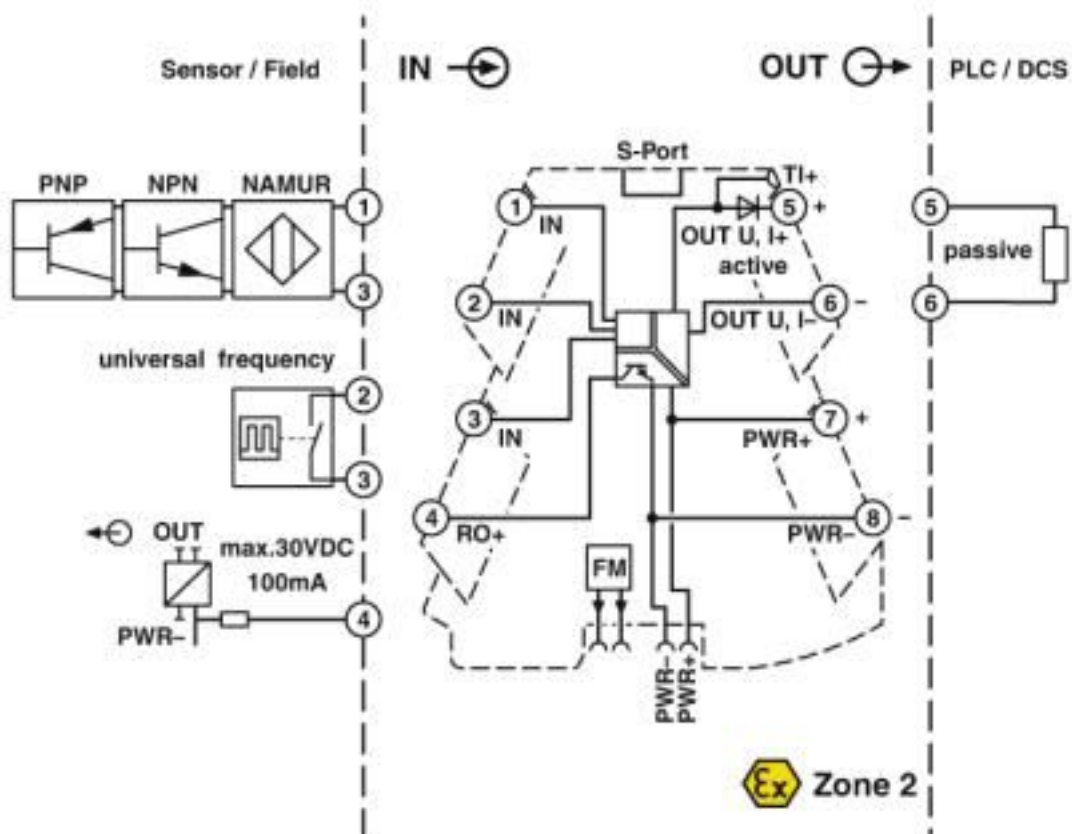 Sensor / Field
IN
OUT
PLC / DCS
PNP
NPN
NAMUR
1
3
S-Port
TI+
1
IN
5
+
OUT U, I+
active
5
passive
6
2
IN
6
–
OUT U, I–
universal frequency
2
3
3
IN
7
+
PWR+
4
RO+
8
–
PWR–
OUT
max.30VDC
100mA
PWR–
4
FM
PWR–
PWR+
Ex
Zone 2